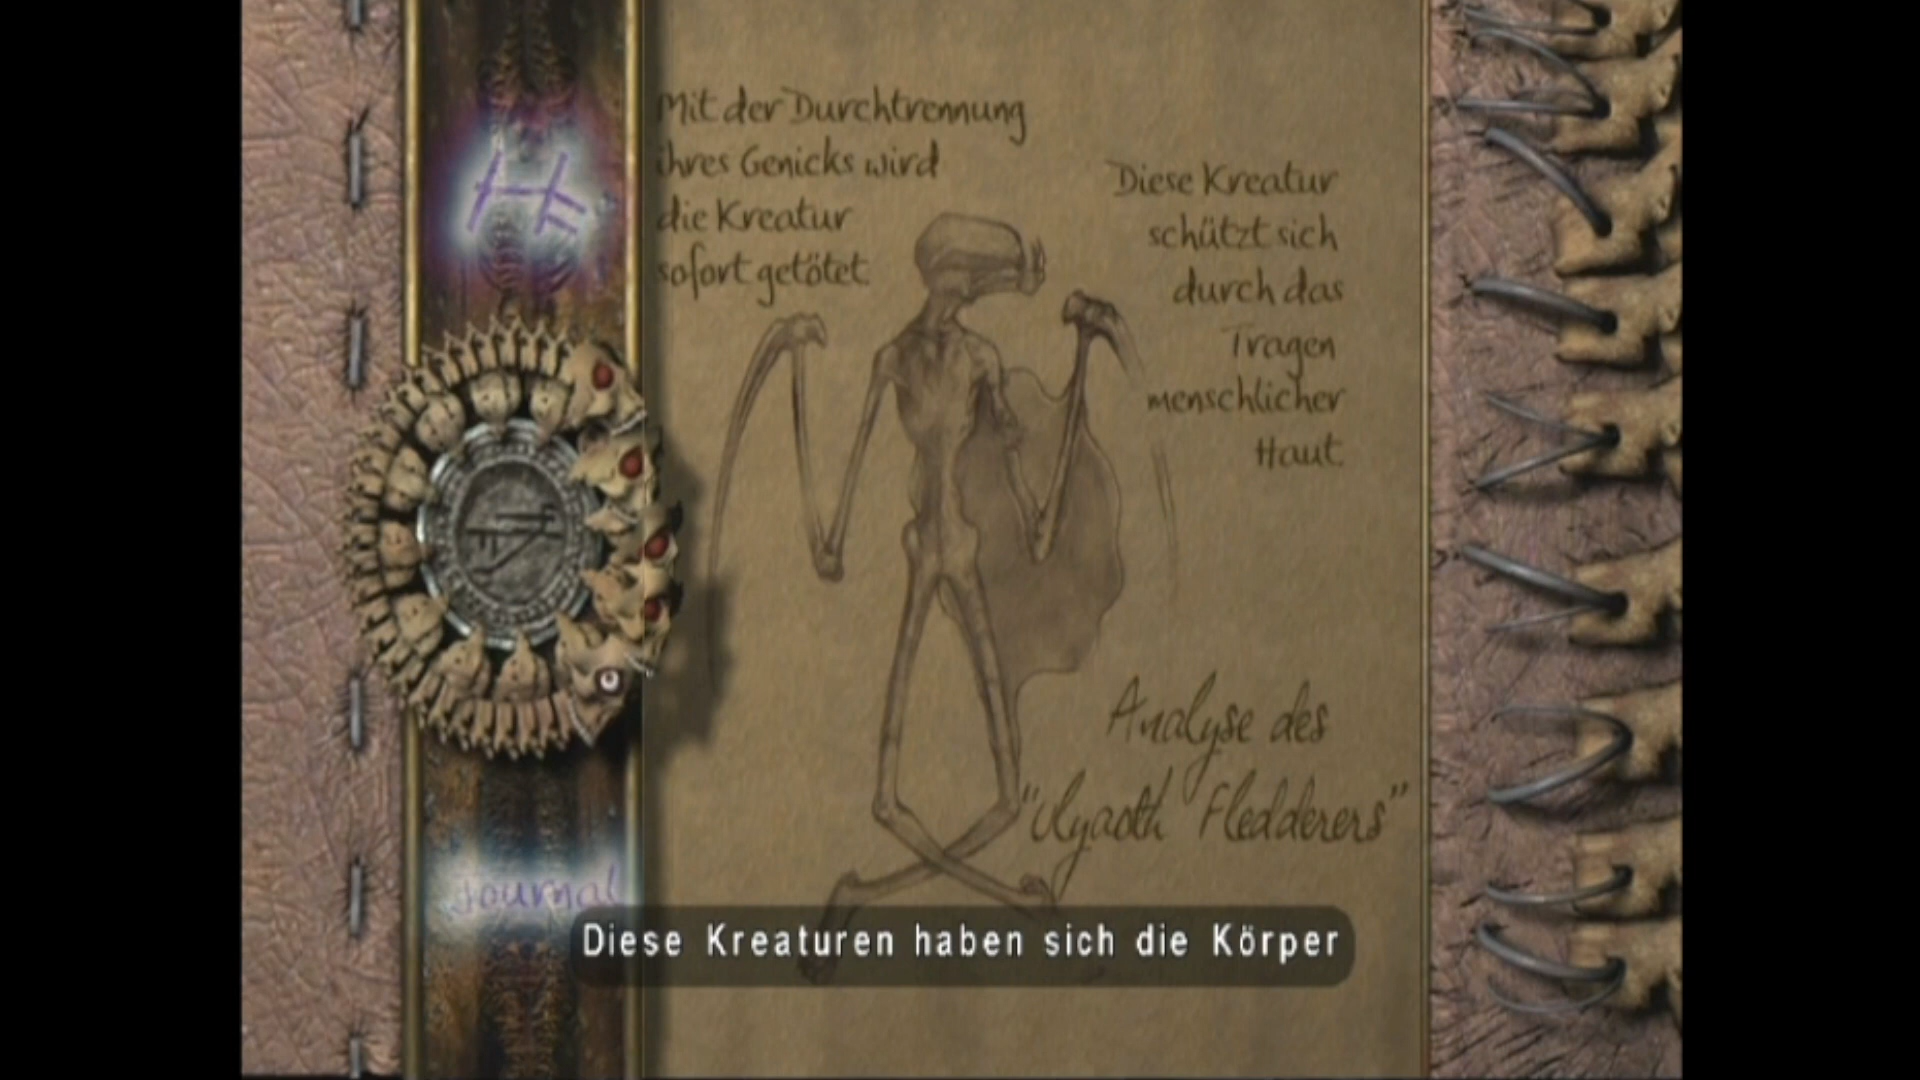 Mit der Durchtrennung
ihres Genicks wird
die Kreatur
sofort getötet.
Diese Kreatur
schützt sich
durch das
Tragen
menschlicher
Haut.
Analyse des
"Ulyaoth Fledderers"
Journal
Diese Kreaturen haben sich die Körper